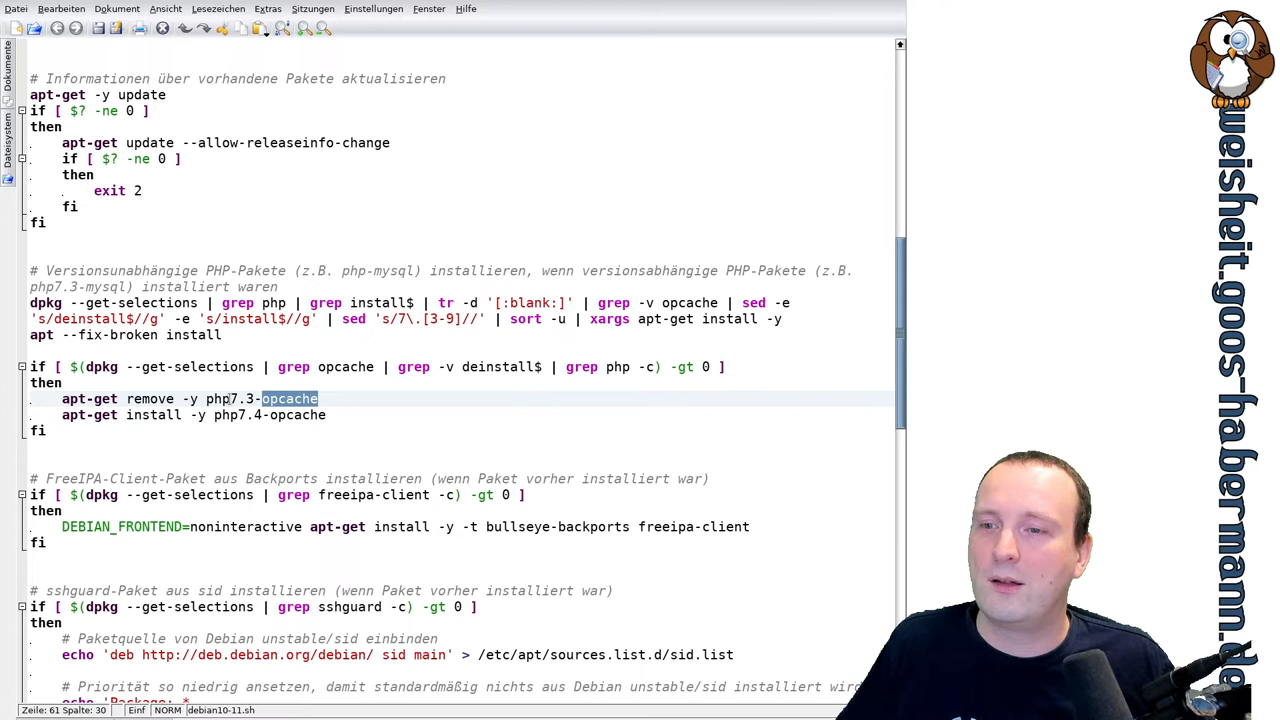 Datei Bearbeiten Dokument Ansicht Lesezeichen Extras Sitzungen Einstellungen Fenster Hilfe
Dokumente
Dateisystem
# Informationen über vorhandene Pakete aktualisieren
apt-get -y update
if [ $? -ne 0 ]
then
apt-get update --allow-releaseinfo-change
if [ $? -ne 0 ]
then
exit 2
fi
fi
# Versionsunabhängige PHP-Pakete (z.B. php-mysql) installieren, wenn versionsabhängige PHP-Pakete (z.B.
php7.3-mysql) installiert waren
dpkg --get-selections | grep php | grep install$ | tr -d '[:blank:]' | grep -v opcache | sed -e
's/deinstall$//g' -e 's/install$//g' | sed 's/7\.[3-9]//' | sort -u | xargs apt-get install -y
apt --fix-broken install
if [ $(dpkg --get-selections | grep opcache | grep -v deinstall$ | grep php -c) -gt 0 ]
then
apt-get remove -y php7.3-opcache
apt-get install -y php7.4-opcache
fi
# FreeIPA-Client-Paket aus Backports installieren (wenn Paket vorher installiert war)
if [ $(dpkg --get-selections | grep freeipa-client -c) -gt 0 ]
then
DEBIAN_FRONTEND=noninteractive apt-get install -y -t bullseye-backports freeipa-client
fi
# sshguard-Paket aus sid installieren (wenn Paket vorher installiert war)
if [ $(dpkg --get-selections | grep sshguard -c) -gt 0 ]
then
# Paketquelle von Debian unstable/sid einbinden
echo 'deb http://deb.debian.org/debian/ sid main' > /etc/apt/sources.list.d/sid.list
# Priorität so niedrig ansetzen, damit standardmäßig nichts aus Debian unstable/sid installiert wird
echo 'Package: *
Zeile: 61 Spalte: 30 Einf NORM debian10-11.sh
weisheit.goos-habermann.de